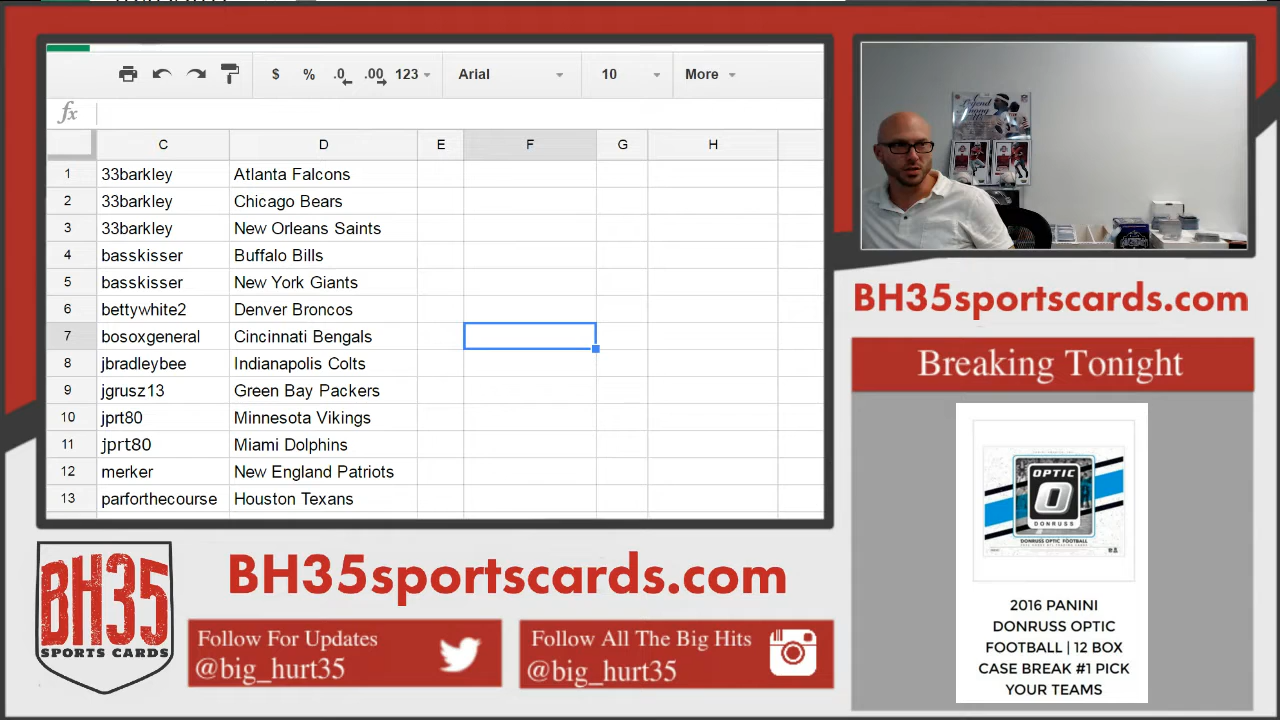 $ % .0 .00 123 Arial 10 More
fx
C D E F G H
1 33barkley Atlanta Falcons
2 33barkley Chicago Bears
3 33barkley New Orleans Saints
4 basskisser Buffalo Bills
5 basskisser New York Giants
6 bettywhite2 Denver Broncos
7 bosoxgeneral Cincinnati Bengals
8 jbradleybee Indianapolis Colts
9 jgrusz13 Green Bay Packers
10 jprt80 Minnesota Vikings
11 jprt80 Miami Dolphins
12 merker New England Patriots
13 parforthecourse Houston Texans
BH35sportscards.com
Breaking Tonight
OPTIC
O
DONRUSS
DONRUSS OPTIC FOOTBALL
2016 PANINI
DONRUSS OPTIC
FOOTBALL | 12 BOX
CASE BREAK #1 PICK
YOUR TEAMS
BH35
SPORTS CARDS
BH35sportscards.com
Follow For Updates
@big_hurt35
Follow All The Big Hits
@big_hurt35